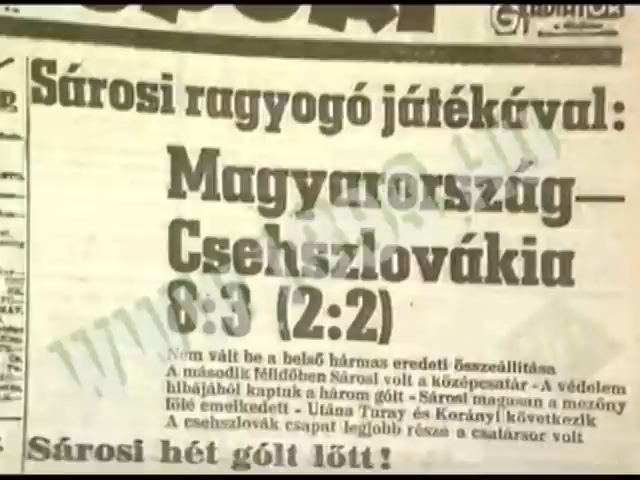 GLADIATOR
Sárosi ragyogó játékával:
Magyarország—
Csehszlovákia
8:3 (2:2)
Nem vált be a belső hármas eredeti összeállítása
A második félidőben Sárosi volt a középcsatár - A védelem
hibájából kaptuk a három gólt - Sárosi magasan a mezőny
fölé emelkedett - Utána Turay és Korányi következik
A csehszlovák csapat legjobb része a csatársor volt
Sárosi hét gólt lőtt!